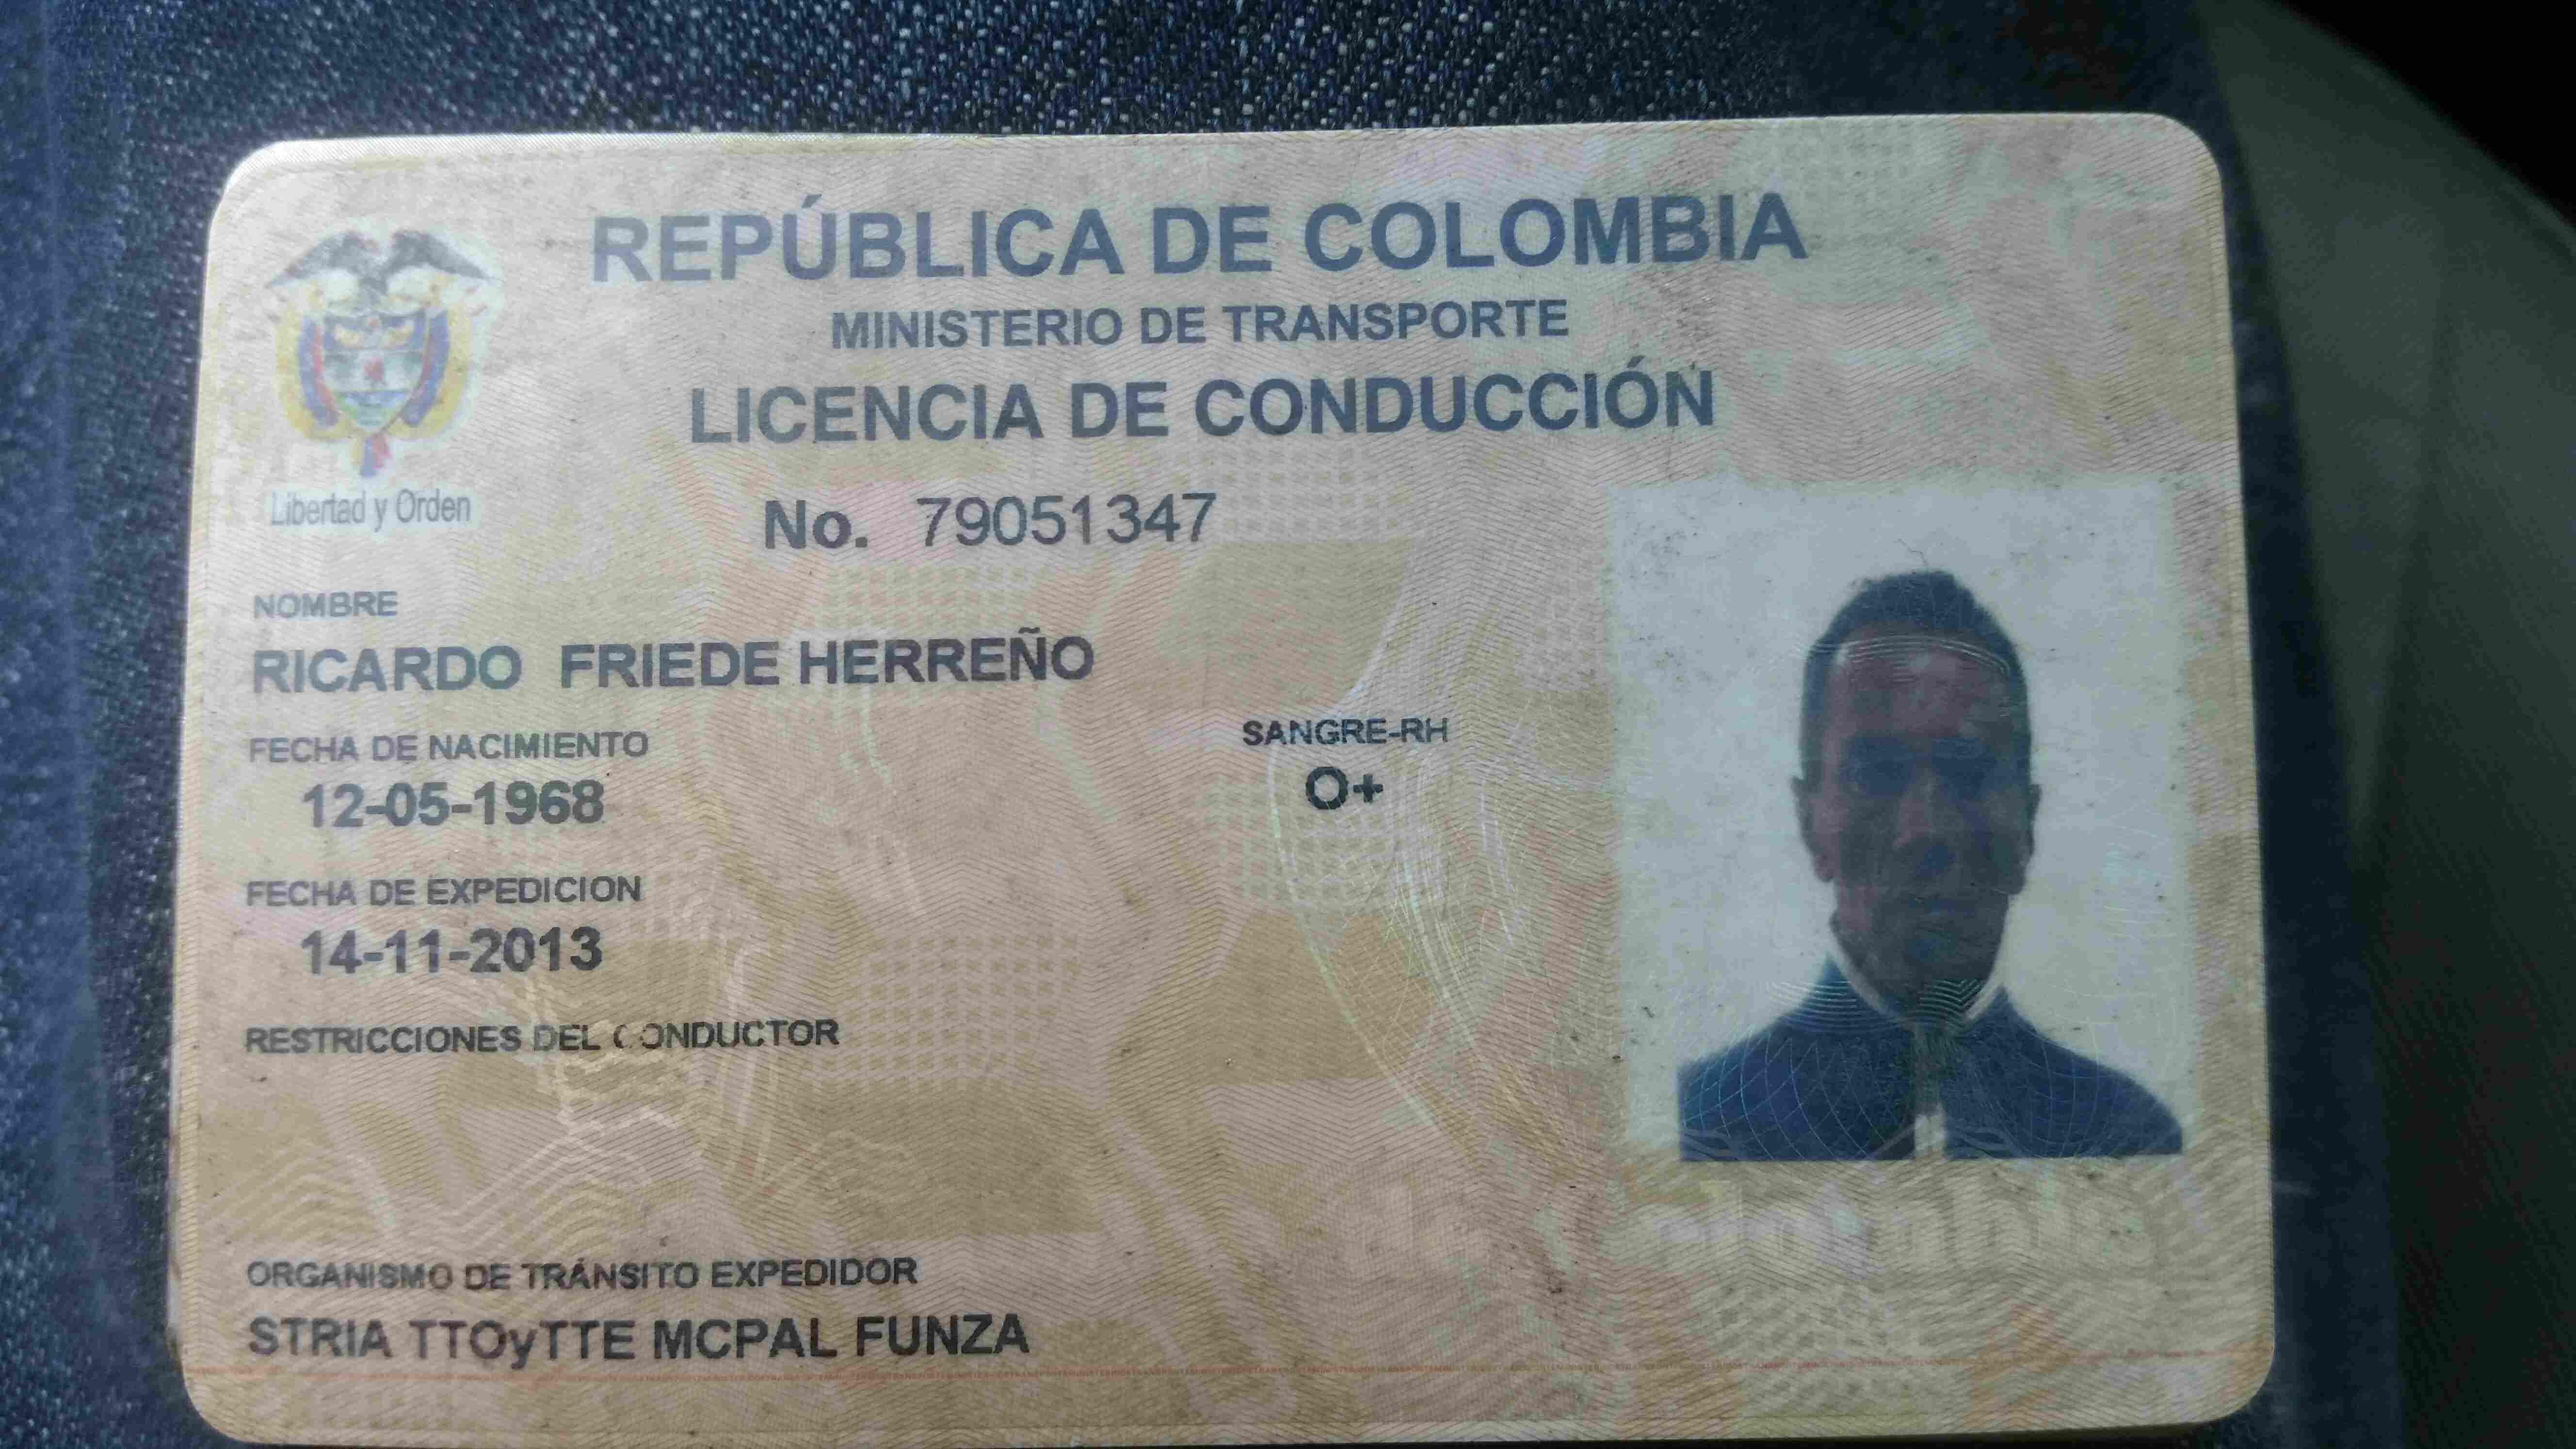 REPÚBLICA DE COLOMBIA
MINISTERIO DE TRANSPORTE
LICENCIA DE CONDUCCIÓN
Libertad y Orden
No. 79051347
NOMBRE
RICARDO FRIEDE HERREÑO
FECHA DE NACIMIENTO
12-05-1968
SANGRE-RH
O+
FECHA DE EXPEDICION
14-11-2013
RESTRICCIONES DEL CONDUCTOR
ORGANISMO DE TRÁNSITO EXPEDIDOR
STRIA TTOyTTE MCPAL FUNZA